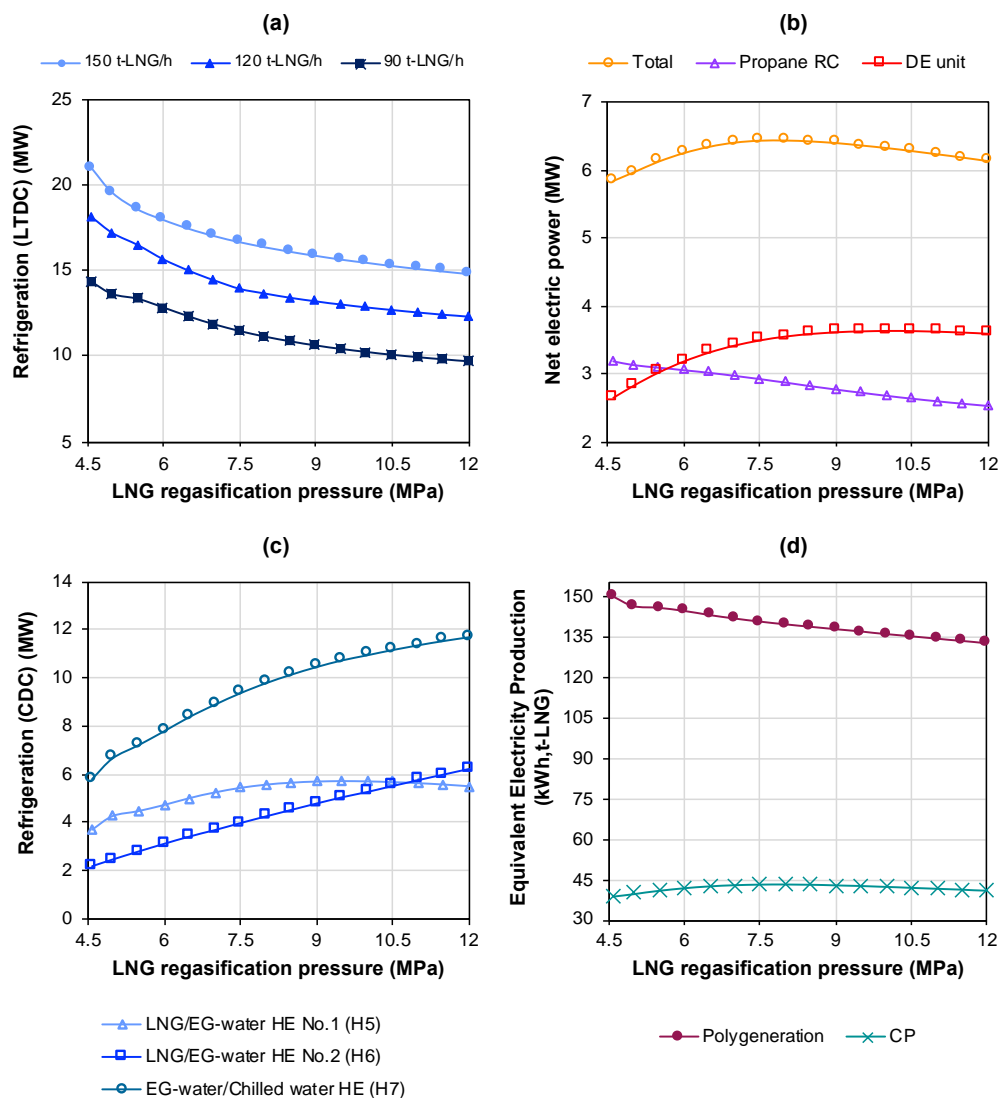 (a)
150 t-LNG/h 120 t-LNG/h 90 t-LNG/h
Refrigeration (LTDC) (MW)
25
20
15
10
5
4.5 6 7.5 9 10.5 12
LNG regasification pressure (MPa)
(b)
Total Propane RC DE unit
Net electric power (MW)
7
6
5
4
3
2
4.5 6 7.5 9 10.5 12
LNG regasification pressure (MPa)
(c)
Refrigeration (CDC) (MW)
14
12
10
8
6
4
2
0
4.5 6 7.5 9 10.5 12
LNG regasification pressure (MPa)
LNG/EG-water HE No.1 (H5)
LNG/EG-water HE No.2 (H6)
EG-water/Chilled water HE (H7)
(d)
Equivalent Electricity Production
(kWh,t-LNG)
150
135
120
105
90
75
60
45
30
4.5 6 7.5 9 10.5 12
LNG regasification pressure (MPa)
Polygeneration CP